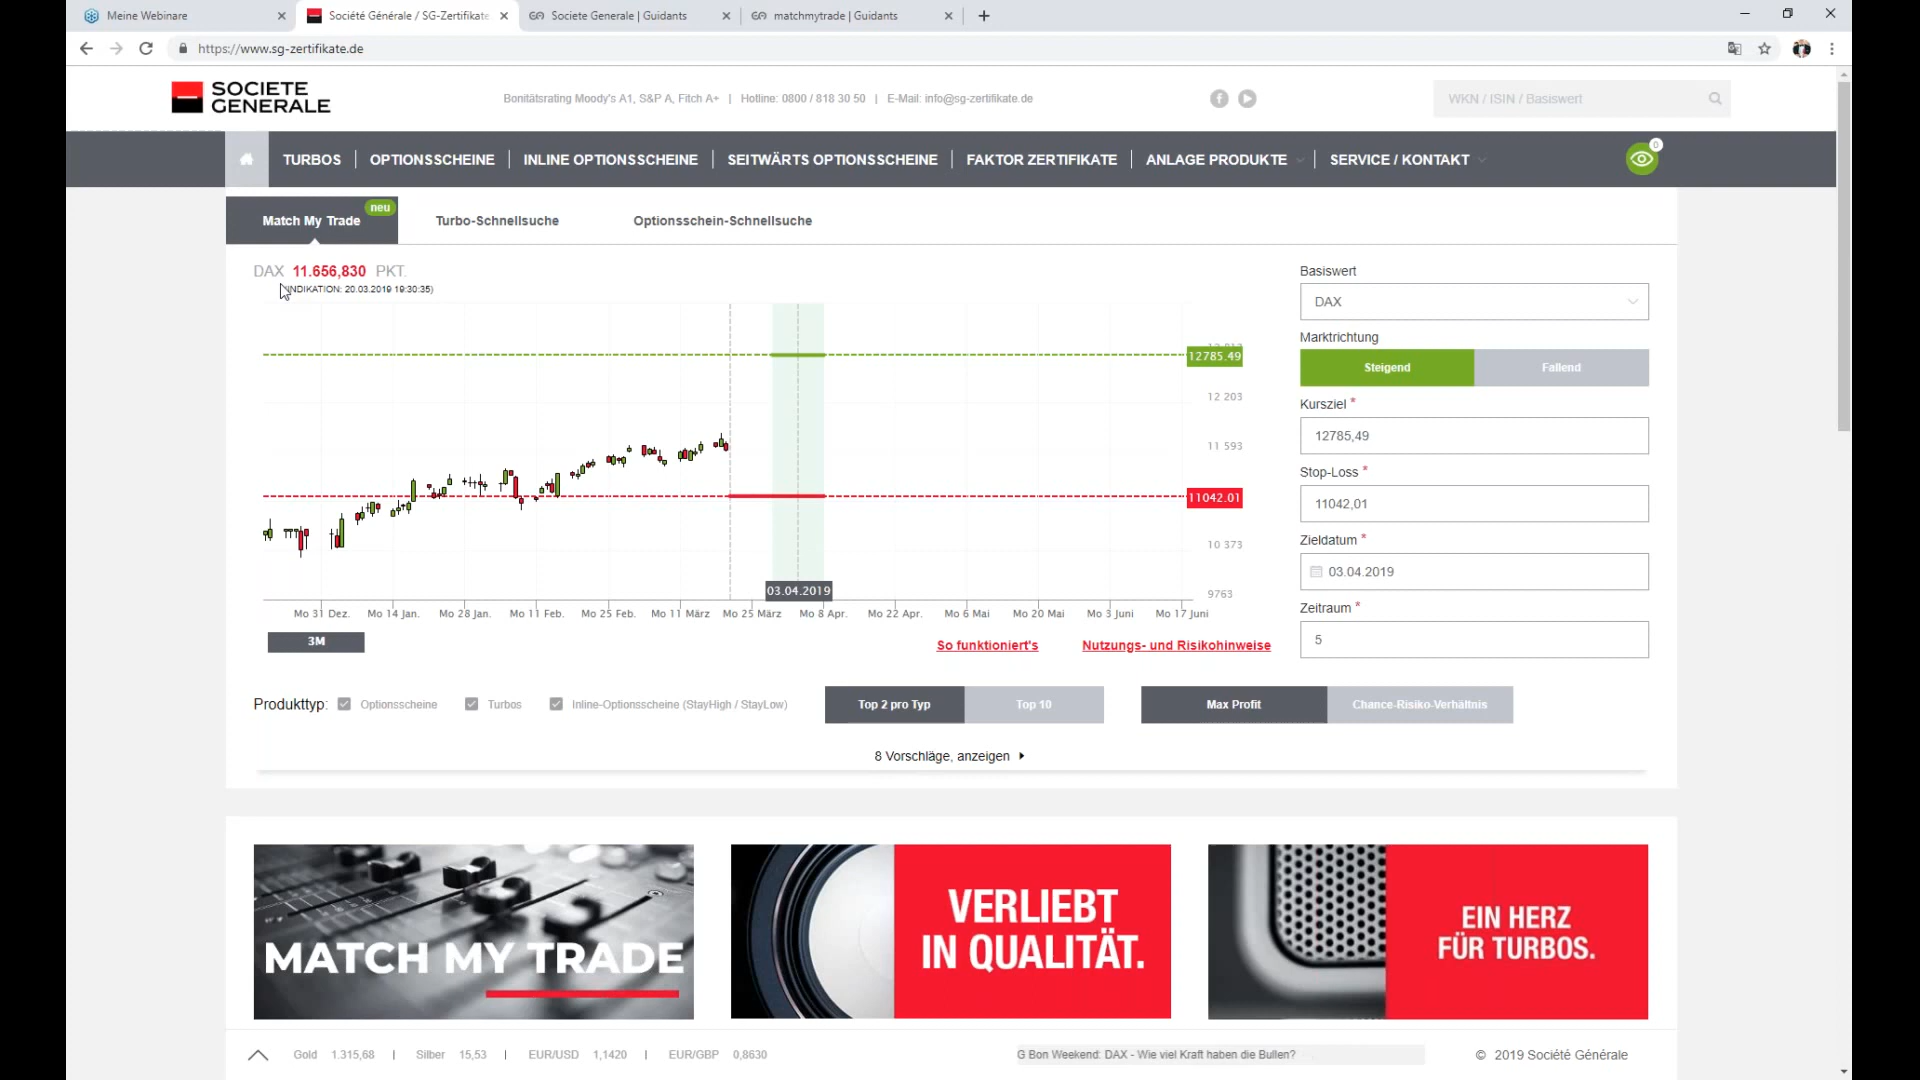 Meine Webinare
Société Générale / SG-Zertifikate
Societe Generale | Guidants
matchmytrade | Guidants
https://www.sg-zertifikate.de
SOCIETE
GENERALE
Bonitätsrating Moody's A1, S&P A, Fitch A+ | Hotline: 0800 / 818 30 50 | E-Mail: info@sg-zertifikate.de
WKN / ISIN / Basiswert
TURBOS
OPTIONSSCHEINE
INLINE OPTIONSSCHEINE
SEITWÄRTS OPTIONSSCHEINE
FAKTOR ZERTIFIKATE
ANLAGE PRODUKTE
SERVICE / KONTAKT
0
Match My Trade
neu
Turbo-Schnellsuche
Optionsschein-Schnellsuche
DAX 11.656,830 PKT.
INDIKATION: 20.03.2019 19:30:35)
12785.49
12 203
11 593
11042.01
10 373
9763
03.04.2019
Mo 31 Dez.
Mo 14 Jan.
Mo 28 Jan.
Mo 11 Feb.
Mo 25 Feb.
Mo 11 März
Mo 25 März
Mo 8 Apr.
Mo 22 Apr.
Mo 6 Mai
Mo 20 Mai
Mo 3 Juni
Mo 17 Juni
3M
So funktioniert's
Nutzungs- und Risikohinweise
Basiswert
DAX
Marktrichtung
Steigend
Fallend
Kursziel *
12785,49
Stop-Loss *
11042,01
Zieldatum *
03.04.2019
Zeitraum *
5
Produkttyp:
Optionsscheine
Turbos
Inline-Optionsscheine (StayHigh / StayLow)
Top 2 pro Typ
Top 10
Max Profit
Chance-Risiko-Verhältnis
8 Vorschläge, anzeigen
MATCH MY TRADE
VERLIEBT
IN QUALITÄT.
EIN HERZ
FÜR TURBOS.
Gold 1.315,68 | Silber 15,53 | EUR/USD 1,1420 | EUR/GBP 0,8630
G Bon Weekend: DAX - Wie viel Kraft haben die Bullen?
© 2019 Société Générale